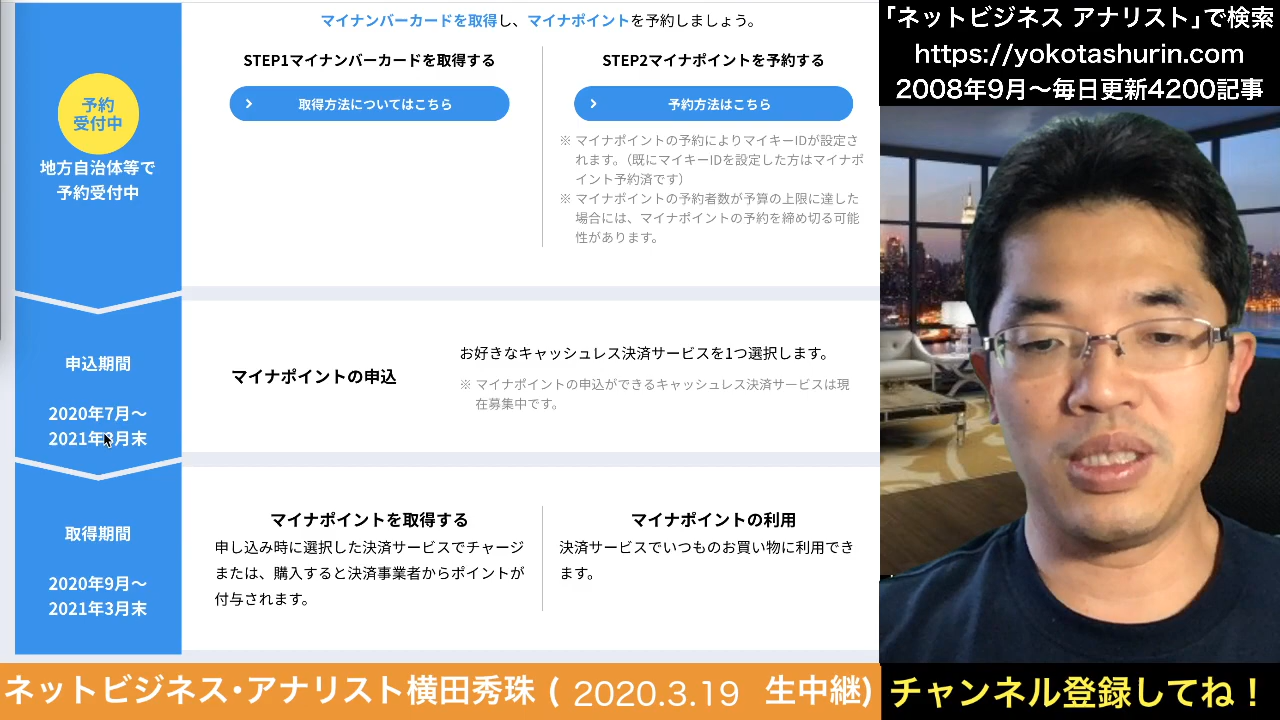 マイナンバーカードを取得し、マイナポイントを予約しましょう。
予約
受付中
地方自治体等で
予約受付中
STEP1マイナンバーカードを取得する
取得方法についてはこちら
STEP2マイナポイントを予約する
予約方法はこちら
※ マイナポイントの予約によりマイキーIDが設定さ
れます。（既にマイキーIDを設定した方はマイナポ
イント予約済です）
※ マイナポイントの予約者数が予算の上限に達した
場合には、マイナポイントの予約を締め切る可能
性があります。
申込期間
2020年7月～
2021年3月末
マイナポイントの申込
お好きなキャッシュレス決済サービスを1つ選択します。
※ マイナポイントの申込ができるキャッシュレス決済サービスは現
在募集中です。
取得期間
2020年9月～
2021年3月末
マイナポイントを取得する
申し込み時に選択した決済サービスでチャージ
または、購入すると決済事業者からポイントが
付与されます。
マイナポイントの利用
決済サービスでいつものお買い物に利用でき
ます。
「ネットビジネス アナリスト」で検索
https://yokotashurin.com
2008年9月～毎日更新4200記事
ネットビジネス・アナリスト横田秀珠 ( 2020.3.19 生中継)
チャンネル登録してね！